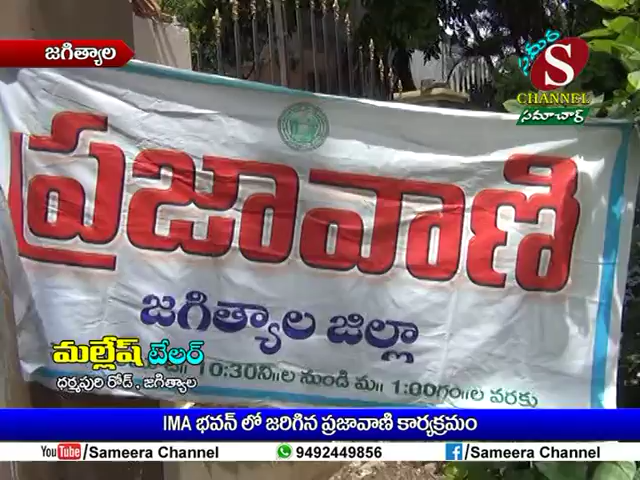 జగిత్యాల
సమీర
S
CHANNEL
సమాచార్
ప్రజావాణి
జగిత్యాల జిల్లా
మల్లేష్ టేలర్
ధర్మపురి రోడ్, జగిత్యాల
10:30ని॥ల నుండి మ॥ 1:00గం॥ల వరకు
IMA భవన్ లో జరిగిన ప్రజావాణి కార్యక్రమం
YouTube/Sameera Channel
9492449856
f/Sameera Channel